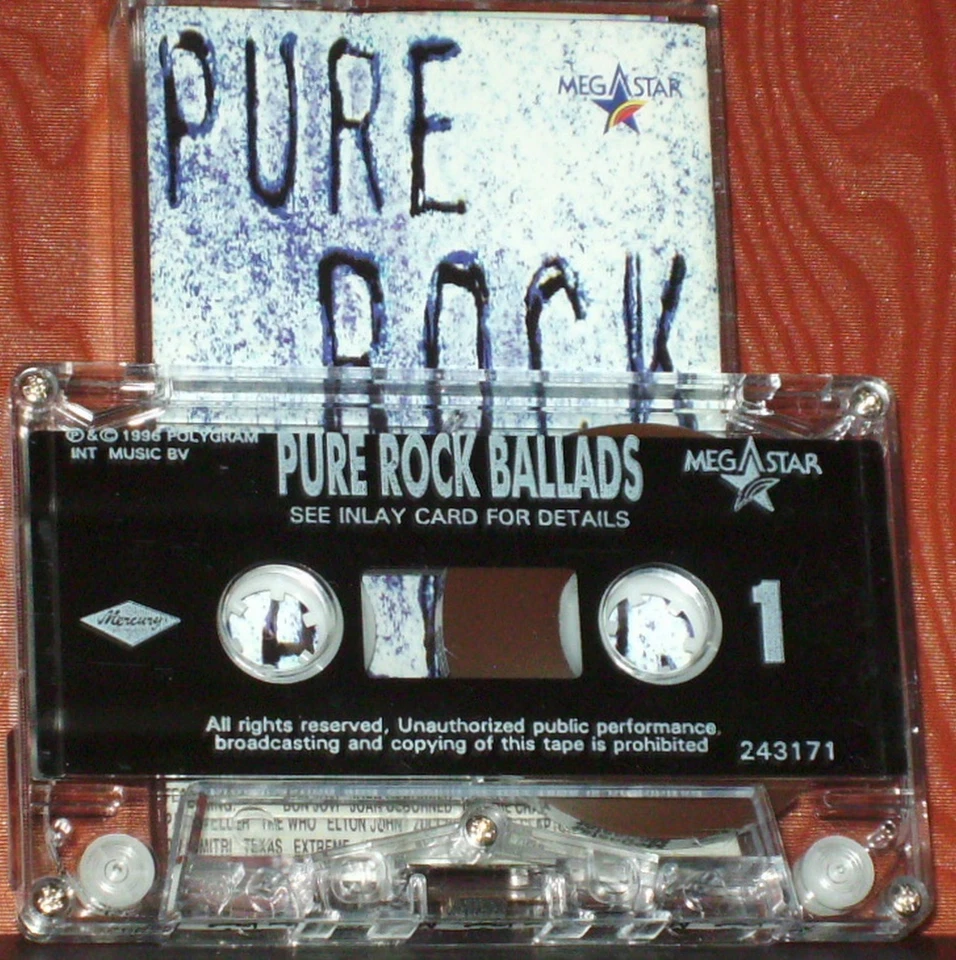 PURE
MEGASTAR
ROCK
℗ & © 1996 POLYGRAM
INT MUSIC BV
PURE ROCK BALLADS
MEGASTAR
SEE INLAY CARD FOR DETAILS
Mercury
1
All rights reserved, Unauthorized public performance,
broadcasting and copying of this tape is prohibited
243171
BON JOVI JOAN OSBORNE
THE WHO ELTON JOHN
TEXAS EXTREME